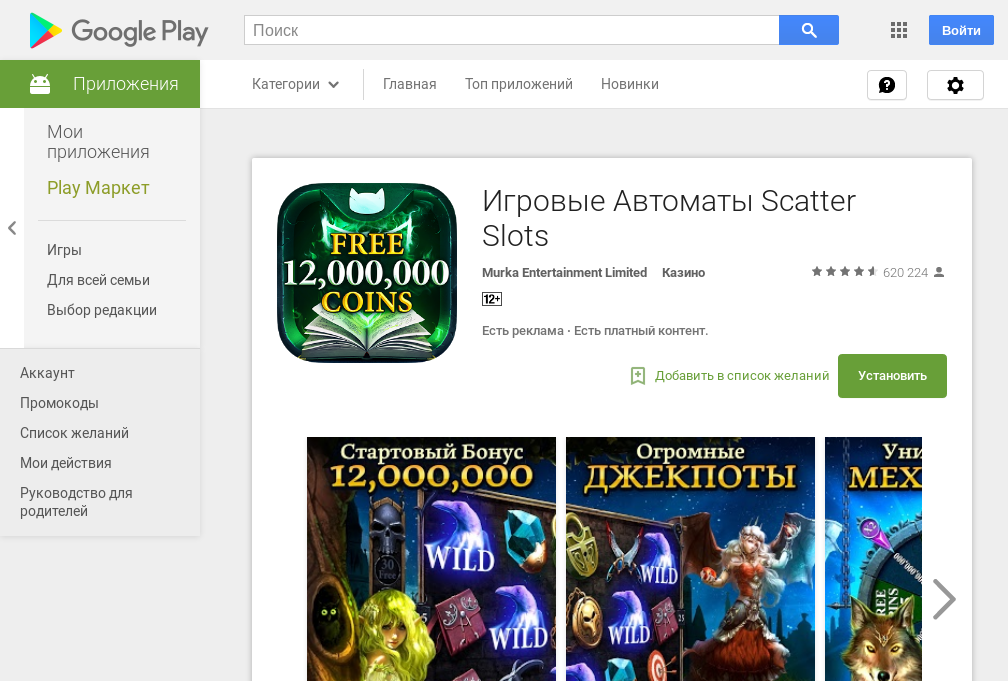 Google Play
Поиск
Войти
Приложения
Категории
Главная
Топ приложений
Новинки
Мои
приложения
Play Маркет
Игры
Для всей семьи
Выбор редакции
Аккаунт
Промокоды
Список желаний
Мои действия
Руководство для
родителей
FREE
12,000,000
COINS
Игровые Автоматы Scatter
Slots
Murka Entertainment Limited Казино
620 224
12+
Есть реклама · Есть платный контент.
Добавить в список желаний
Установить
Стартовый Бонус
12,000,000
30
Free
WILD
25
WILD
Огромные
ДЖЕКПОТЫ
WILD
WILD
25
Уни
МЕХ